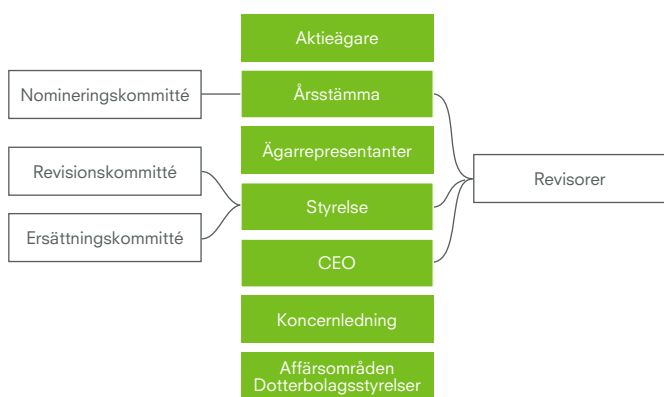 Aktieägare
Nomineringskommitté
Årsstämma
Ägarrepresentanter
Revisionskommitté
Revisorer
Styrelse
Ersättningskommitté
CEO
Koncernledning
Affärsområden
Dotterbolagsstyrelser